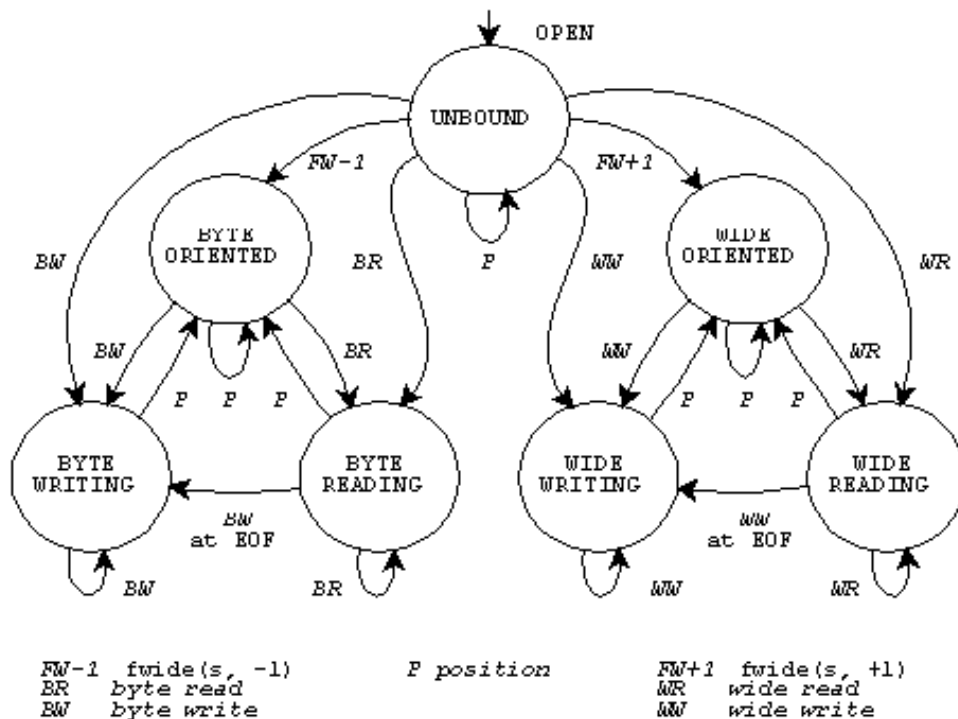 OPEN
UNBOUND
FW-1
FW+1
BYTE
ORIENTED
WIDE
ORIENTED
BW
BR
P
WW
WR
BW
BR
WW
WR
P
P
P
P
P
P
BYTE
WRITING
BYTE
READING
WIDE
WRITING
WIDE
READING
BW
at EOF
WW
at EOF
BW
BR
WW
WR
FW-1 fwide(s, -1) P position FW+1 fwide(s, +1)
BR byte read WR wide read
BW byte write WW wide write